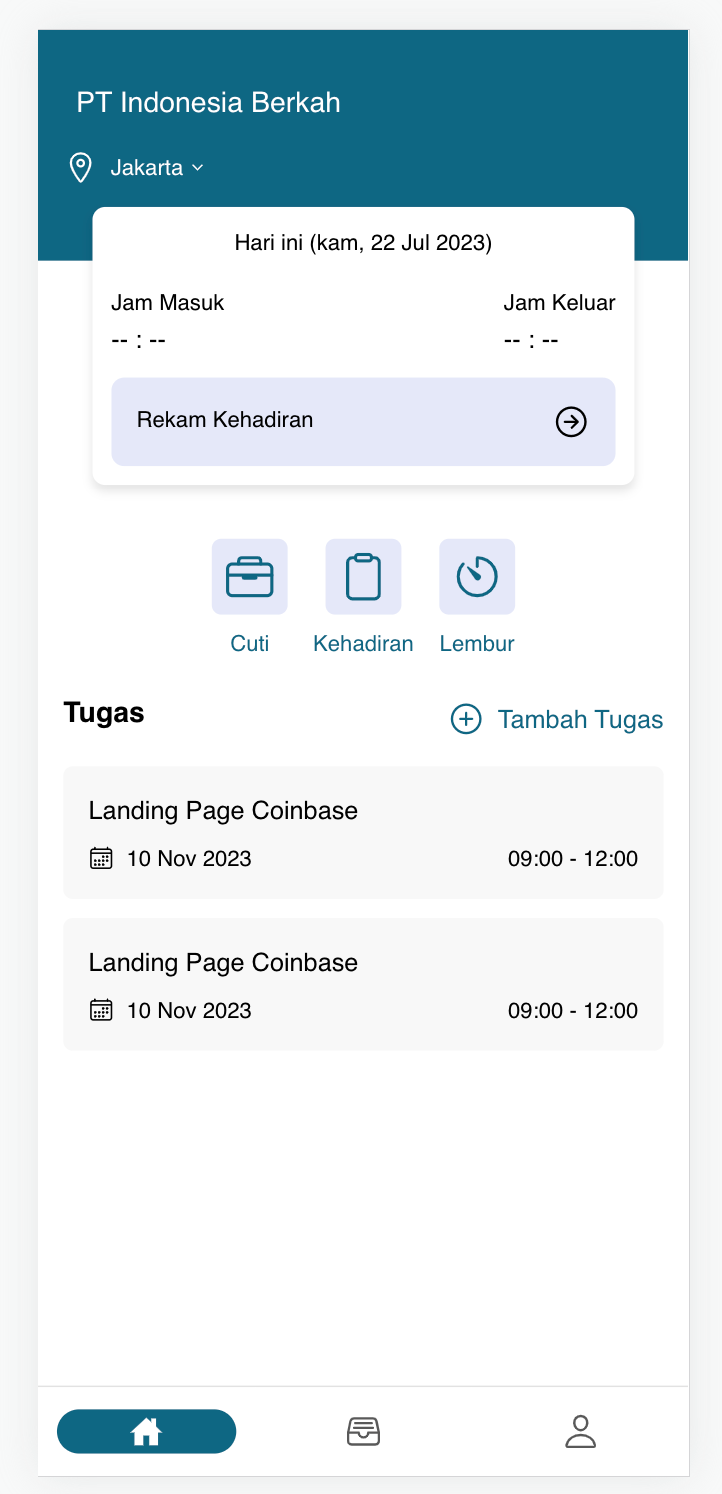 PT Indonesia Berkah
Jakarta
Hari ini (kam, 22 Jul 2023)
Jam Masuk Jam Keluar
-- : -- -- : --
Rekam Kehadiran
Cuti Kehadiran Lembur
Tugas Tambah Tugas
Landing Page Coinbase
10 Nov 2023 09:00 - 12:00
Landing Page Coinbase
10 Nov 2023 09:00 - 12:00